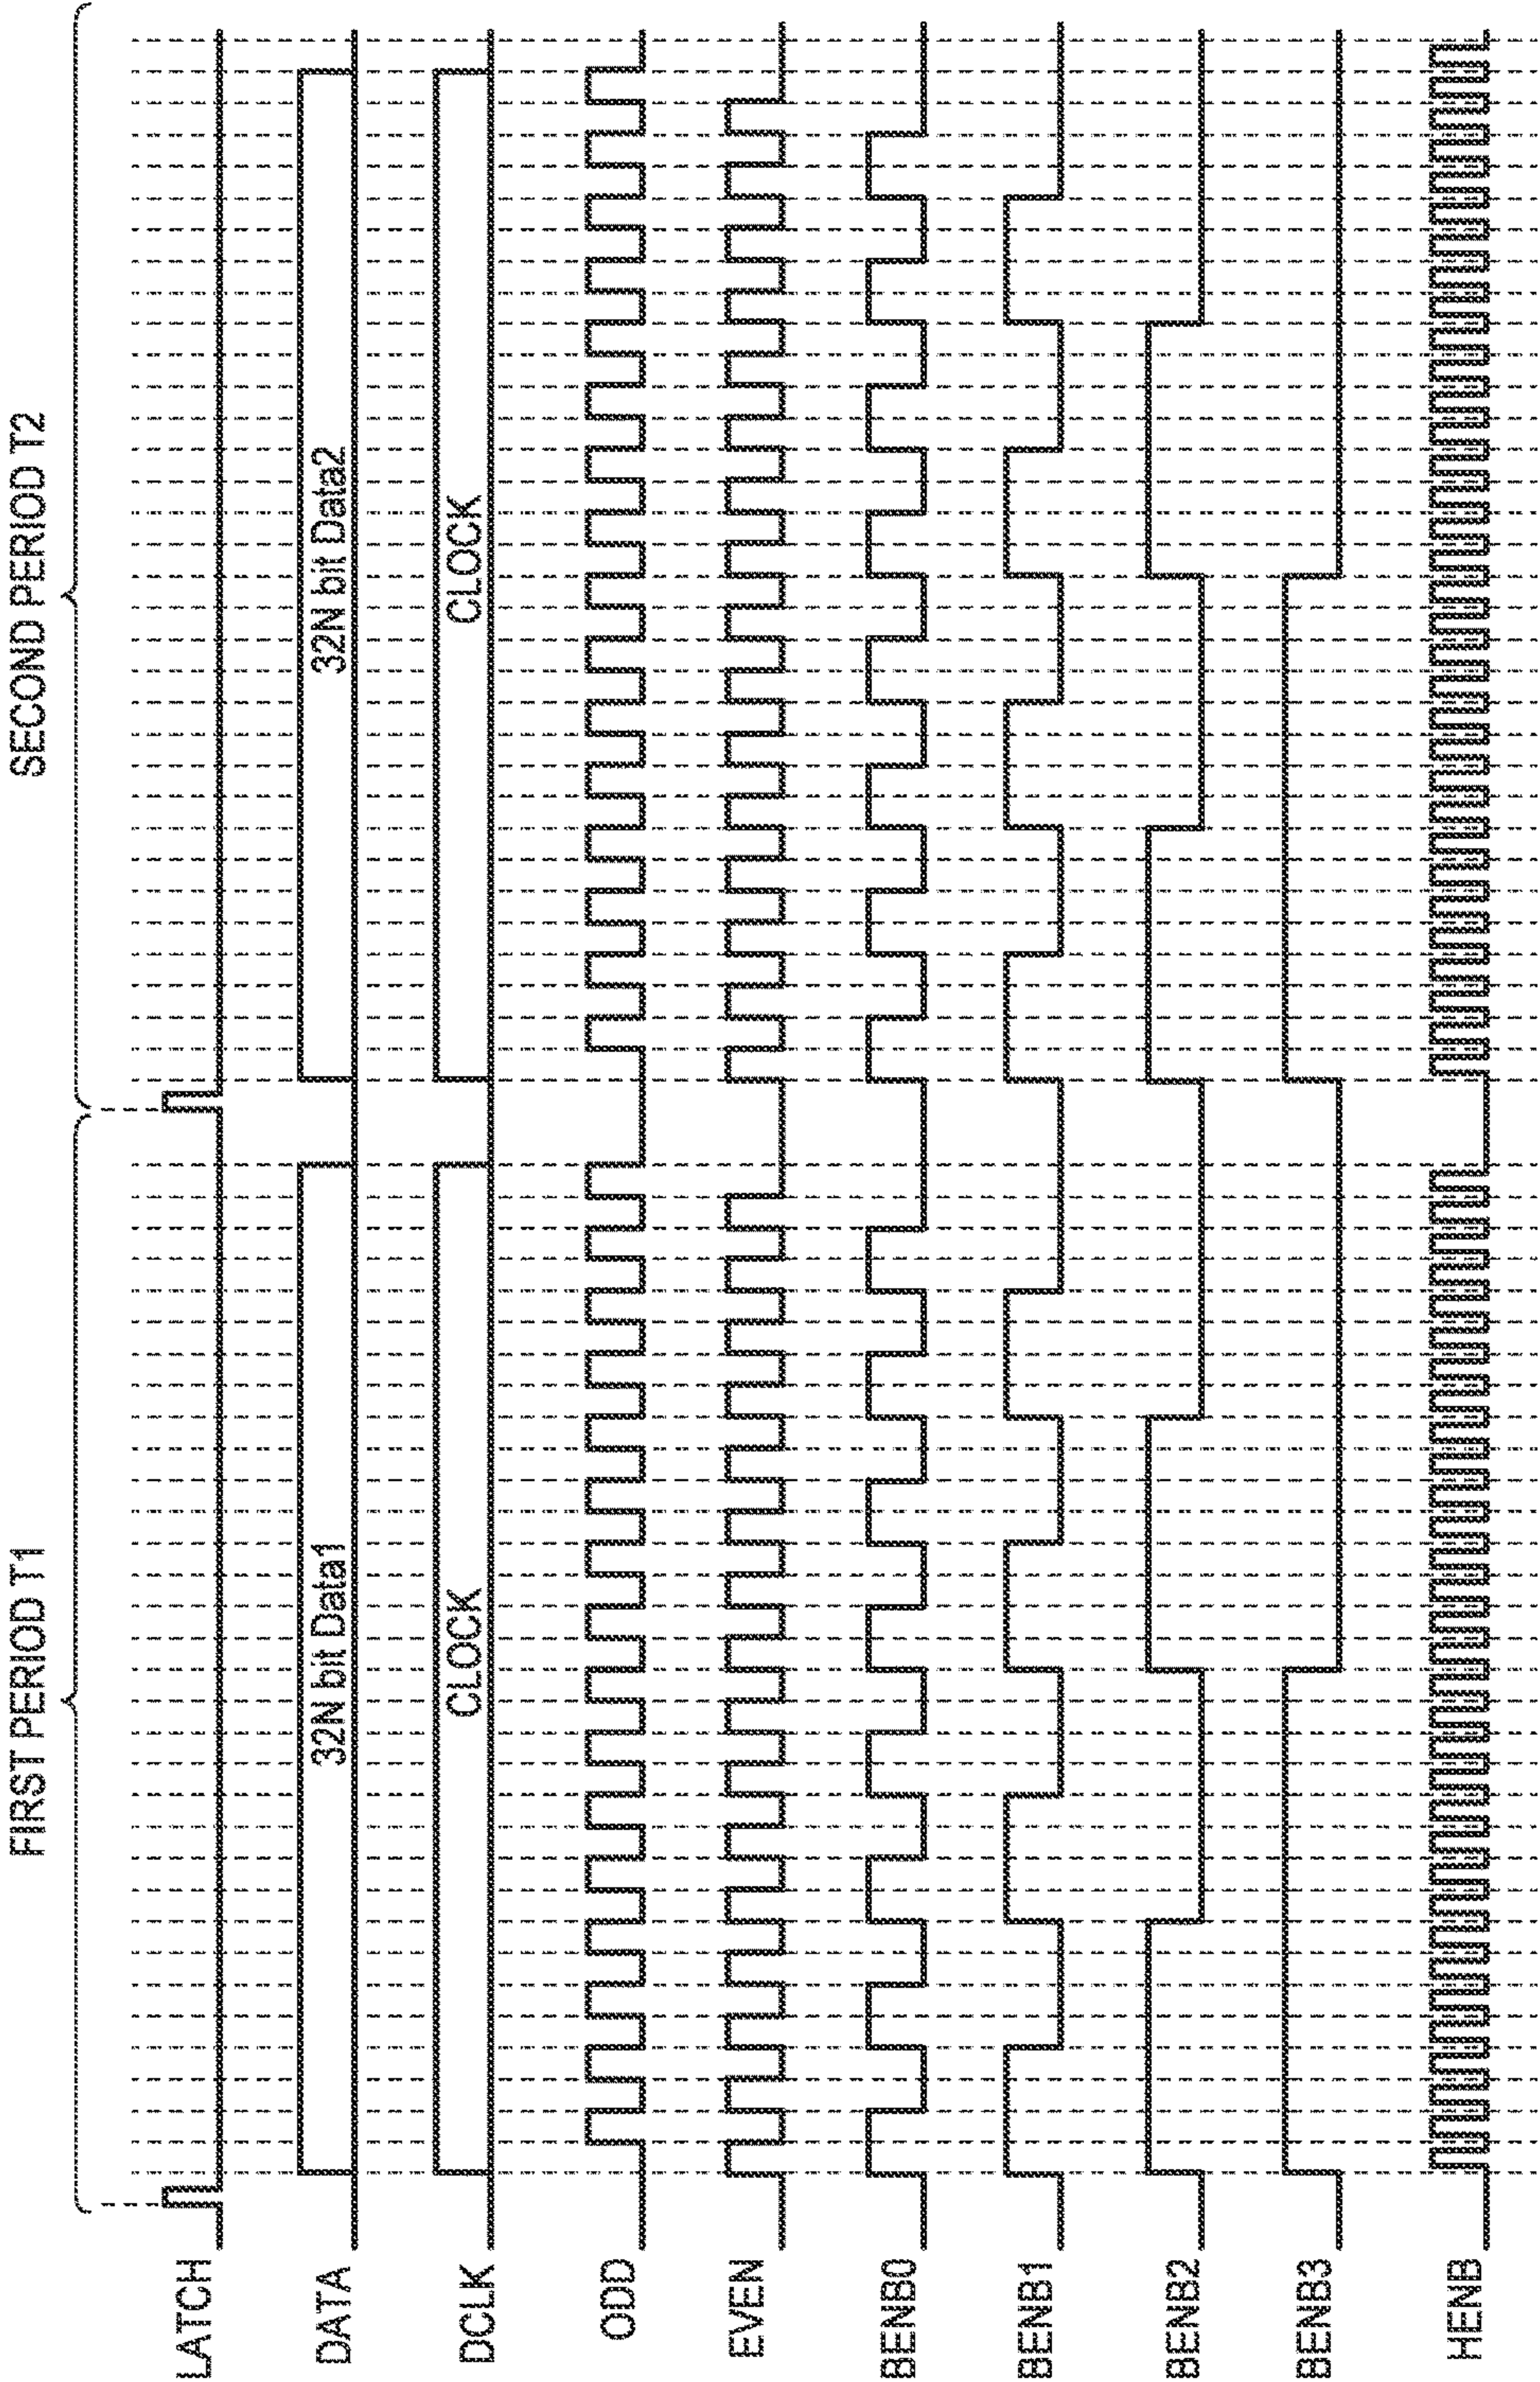 FIRST PERIOD T1
SECOND PERIOD T2
LATCH
DATA
32N bit Data1
32N bit Data2
DCLK
CLOCK
CLOCK
ODD
EVEN
BENB0
BENB1
BENB2
BENB3
HENB